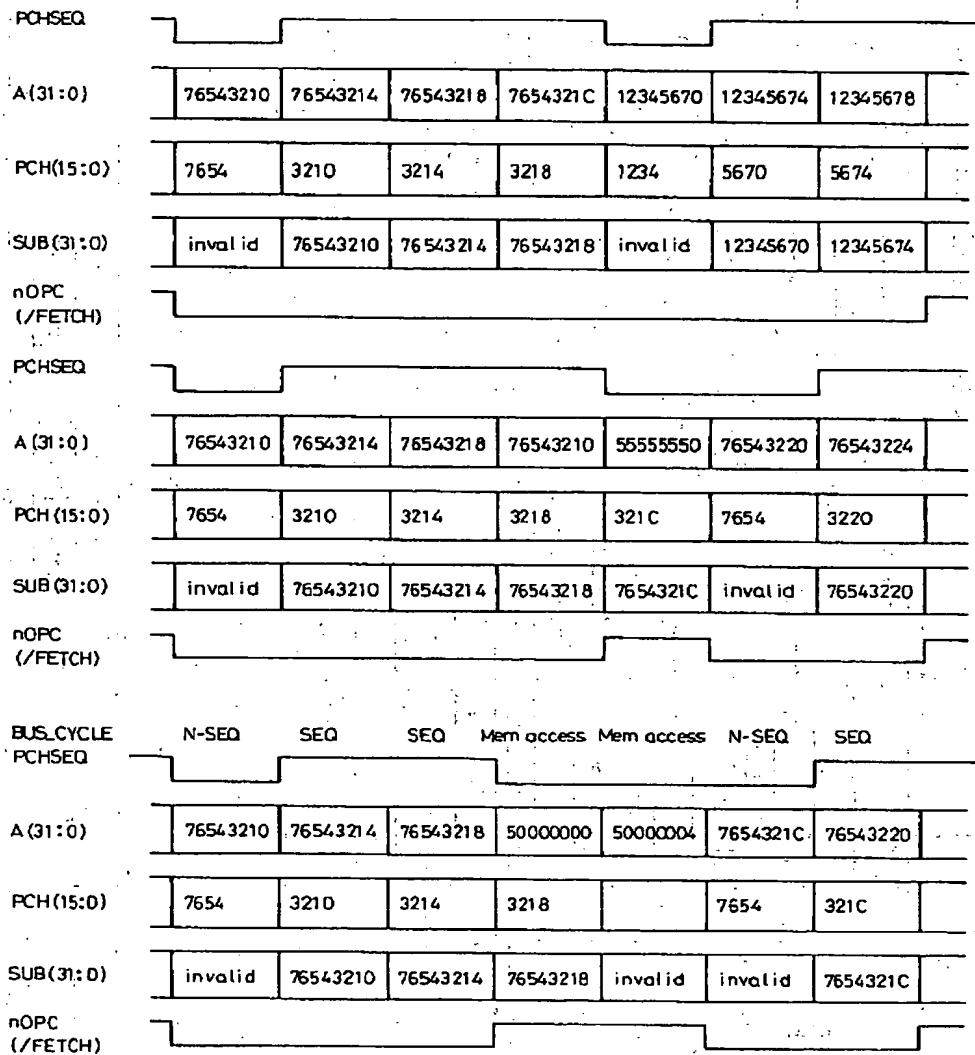 PCHSEQ
A(31:0) 76543210 76543214 76543218 7654321C 12345670 12345674 12345678
PCH(15:0) 7654 3210 3214 3218 1234 5670 5674
SUB(31:0) invalid 76543210 76543214 76543218 invalid 12345670 12345674
nOPC
(/FETCH)
PCHSEQ
A(31:0) 76543210 76543214 76543218 76543210 55555550 76543220 76543224
PCH(15:0) 7654 3210 3214 3218 321C 7654 3220
SUB(31:0) invalid 76543210 76543214 76543218 7654321C invalid 76543220
nOPC
(/FETCH)
BUS_CYCLE N-SEQ SEQ SEQ Mem access Mem access N-SEQ SEQ
PCHSEQ
A(31:0) 76543210 76543214 76543218 50000000 50000004 7654321C 76543220
PCH(15:0) 7654 3210 3214 3218 7654 321C
SUB(31:0) invalid 76543210 76543214 76543218 invalid invalid 7654321C
nOPC
(/FETCH)